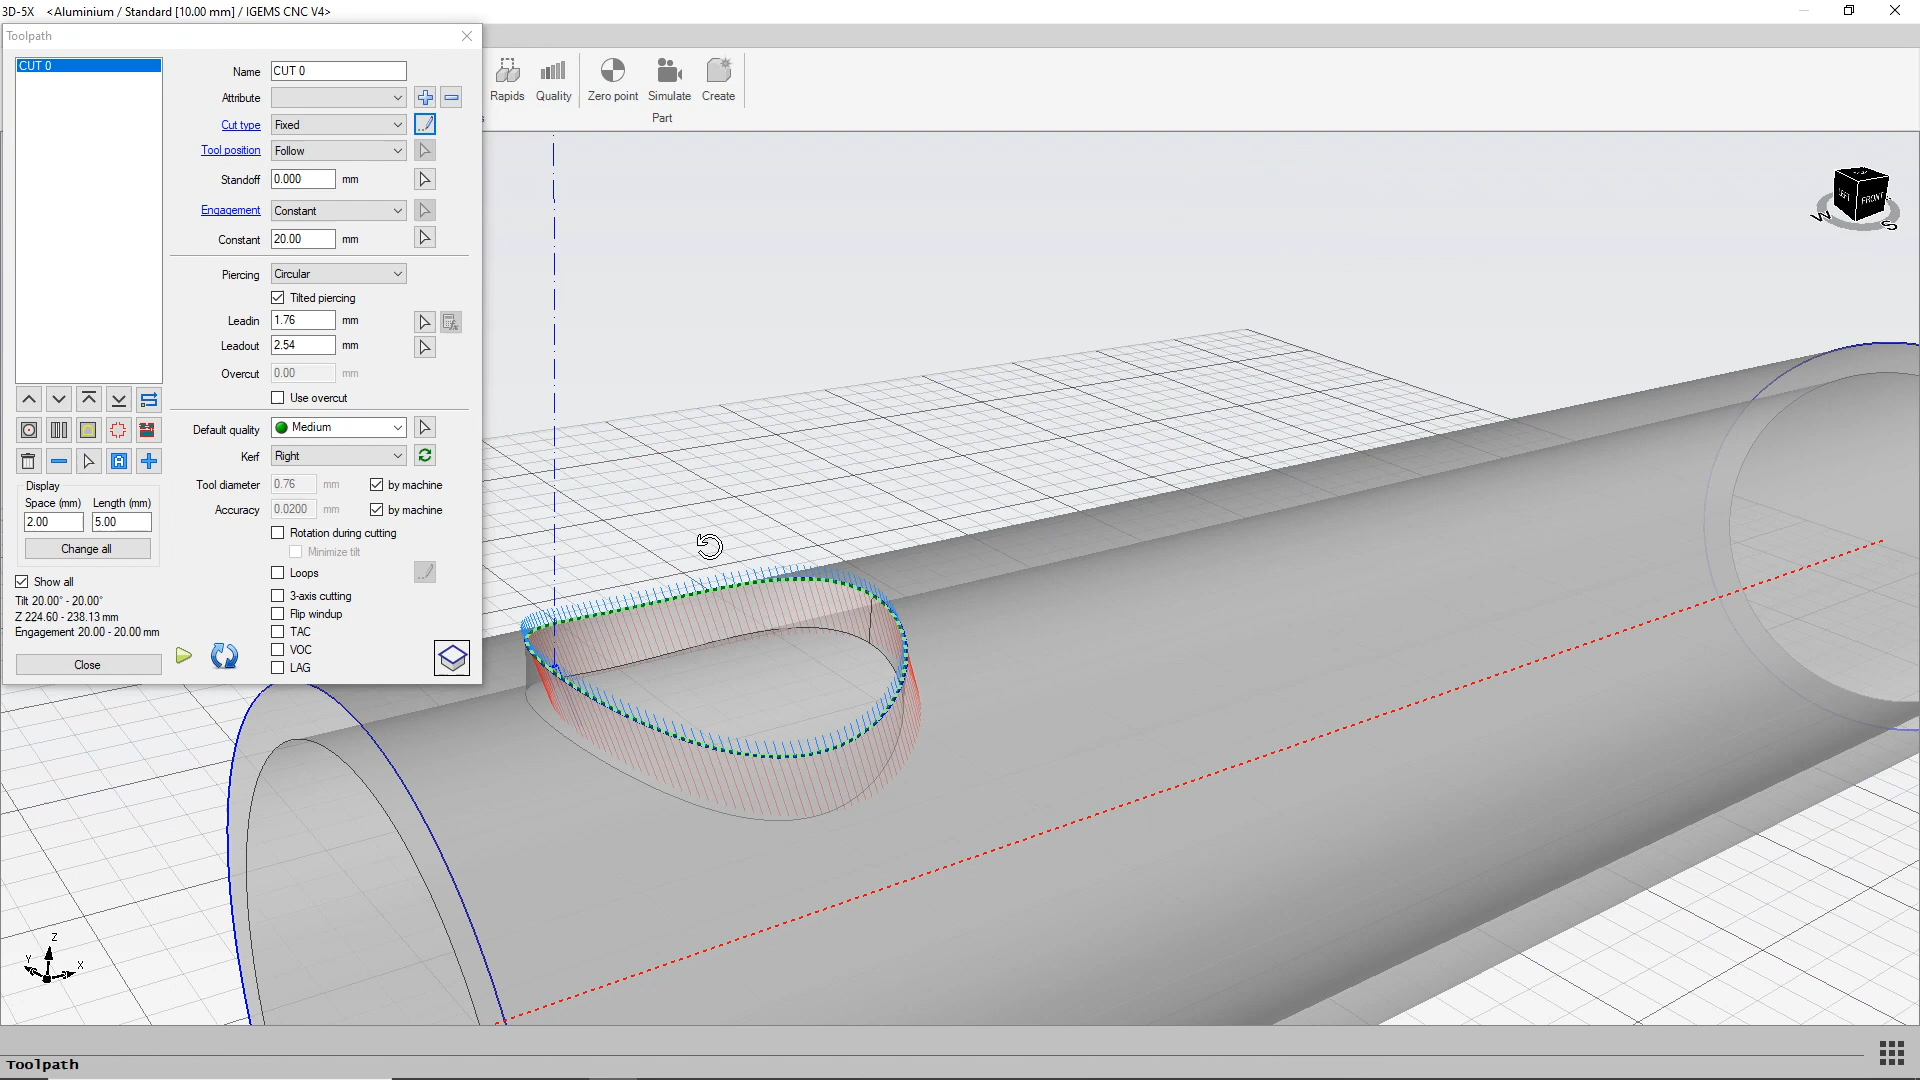 3D-5X <Aluminium / Standard [10.00 mm] / IGEMS CNC V4>
Toolpath
CUT 0
Name CUT 0
Attribute
Cut type Fixed
Tool position Follow
Standoff 0.000 mm
Engagement Constant
Constant 20.00 mm
Piercing Circular
Tilted piercing
Leadin 1.76 mm
Leadout 2.54 mm
Overcut 0.00 mm
Use overcut
Default quality Medium
Kerf Right
Tool diameter 0.76 mm by machine
Accuracy 0.0200 mm by machine
Rotation during cutting
Minimize tilt
Loops
3-axis cutting
Flip windup
TAC
VOC
LAG
Display
Space (mm) Length (mm)
2.00 5.00
Change all
Show all
Tilt 20.00° - 20.00°
Z 224.60 - 238.13 mm
Engagement 20.00 - 20.00 mm
Close
Rapids Quality Zero point Simulate Create
Part
LEFT FRONT
W S
Z
Y X
Toolpath